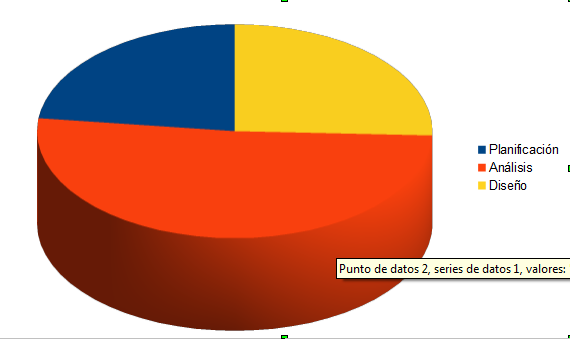 Planificación
Análisis
Diseño
Punto de datos 2, series de datos 1, valores: